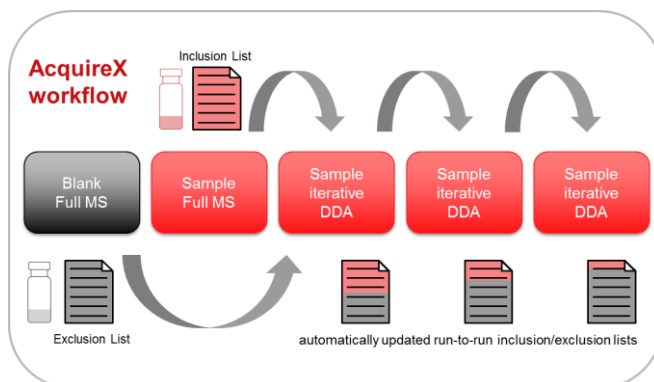 AcquireX
workflow
Inclusion List
Blank
Full MS
Sample
Full MS
Sample
iterative
DDA
Sample
iterative
DDA
Sample
iterative
DDA
Exclusion List
automatically updated run-to-run inclusion/exclusion lists